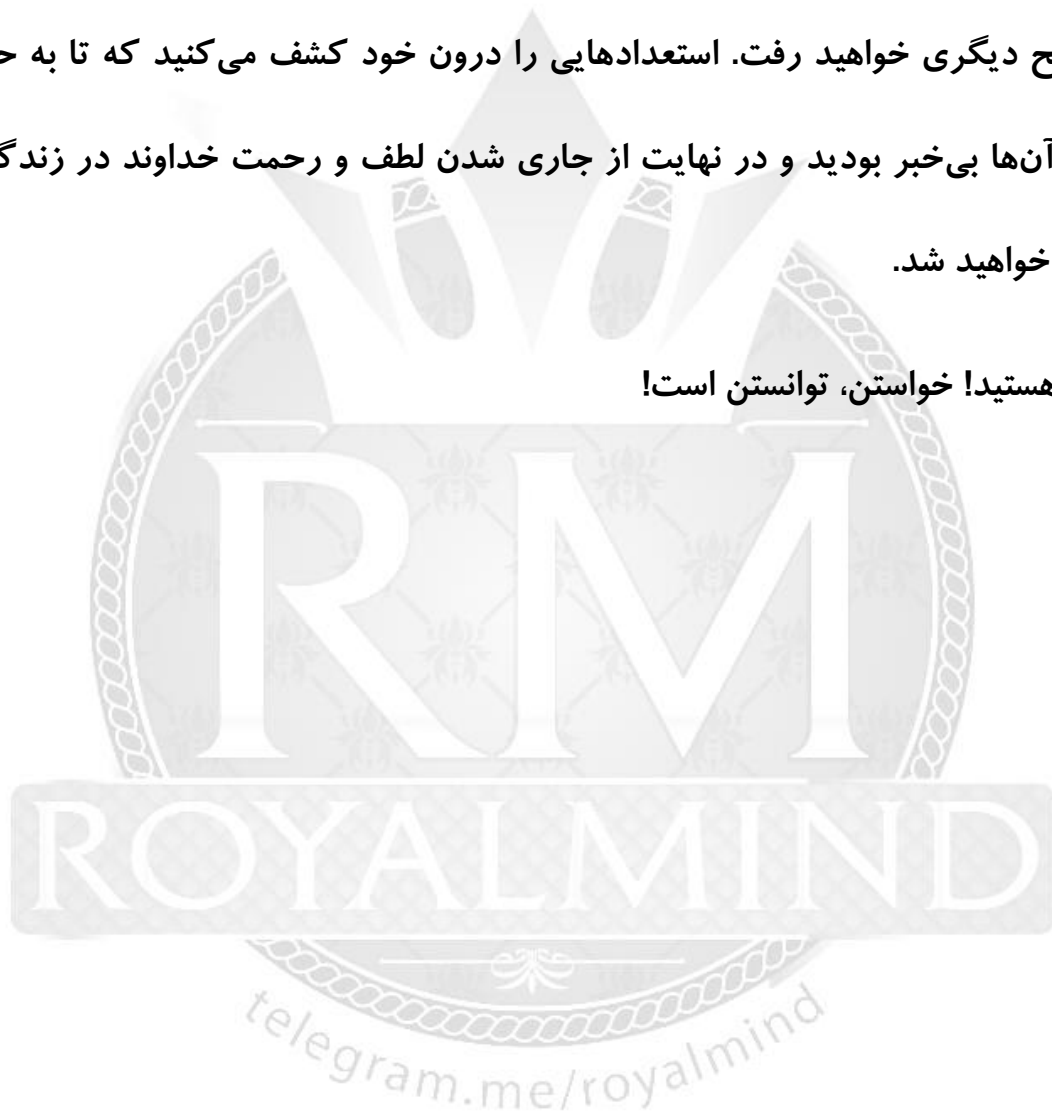 ح دیگری خواهید رفت. استعدادهایی را درون خود کشف می‌کنید که تا به ح
آن‌ها بی‌خبر بودید و در نهایت از جاری شدن لطف و رحمت خداوند در زندگ
خواهید شد.
هستید! خواستن، توانستن است!
RM
ROYALMIND
telegram.me/royalmind